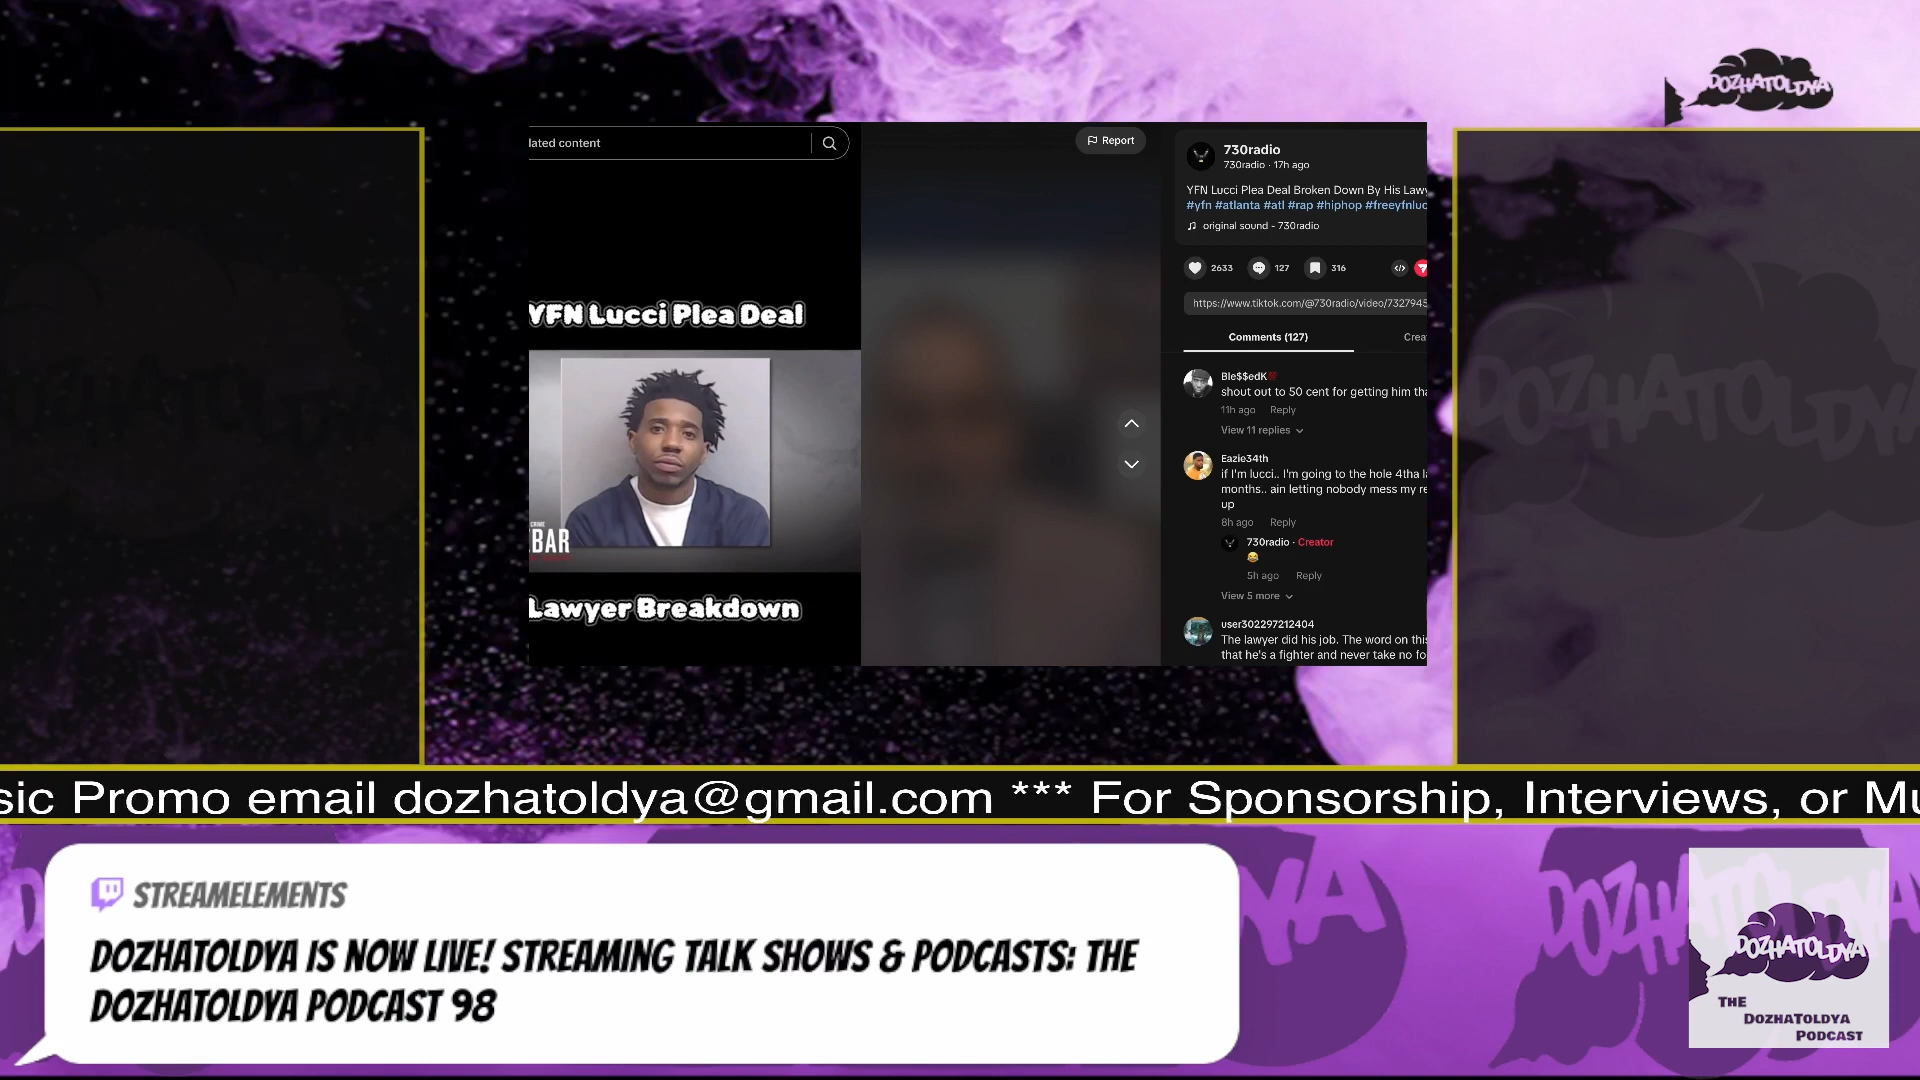 DOZHATOLDYA
lated content
Report
730radio
730radio · 17h ago
YFN Lucci Plea Deal Broken Down By His Lawy
#yfn #atlanta #atl #rap #hiphop #freeyfnluc
original sound - 730radio
2633
127
316
</>
https://www.tiktok.com/@730radio/video/7327945
Comments (127)
Crea
YFN Lucci Plea Deal
CRIME
BAR
Lawyer Breakdown
Ble$$edK💯
shout out to 50 cent for getting him tha
11h ago Reply
View 11 replies
Eazie34th
if I'm lucci.. I'm going to the hole 4tha la
months.. ain letting nobody mess my re
up
8h ago Reply
730radio · Creator
😂
5h ago Reply
View 5 more
user302297212404
The lawyer did his job. The word on this
that he's a fighter and never take no fo
DOZHATOLDYA
sic Promo email dozhatoldya@gmail.com *** For Sponsorship, Interviews, or Mu
STREAMELEMENTS
DOZHATOLDYA IS NOW LIVE! STREAMING TALK SHOWS & PODCASTS: THE
DOZHATOLDYA PODCAST 98
DOZHATOLDYA
THE
DOZHATOLDYA
PODCAST